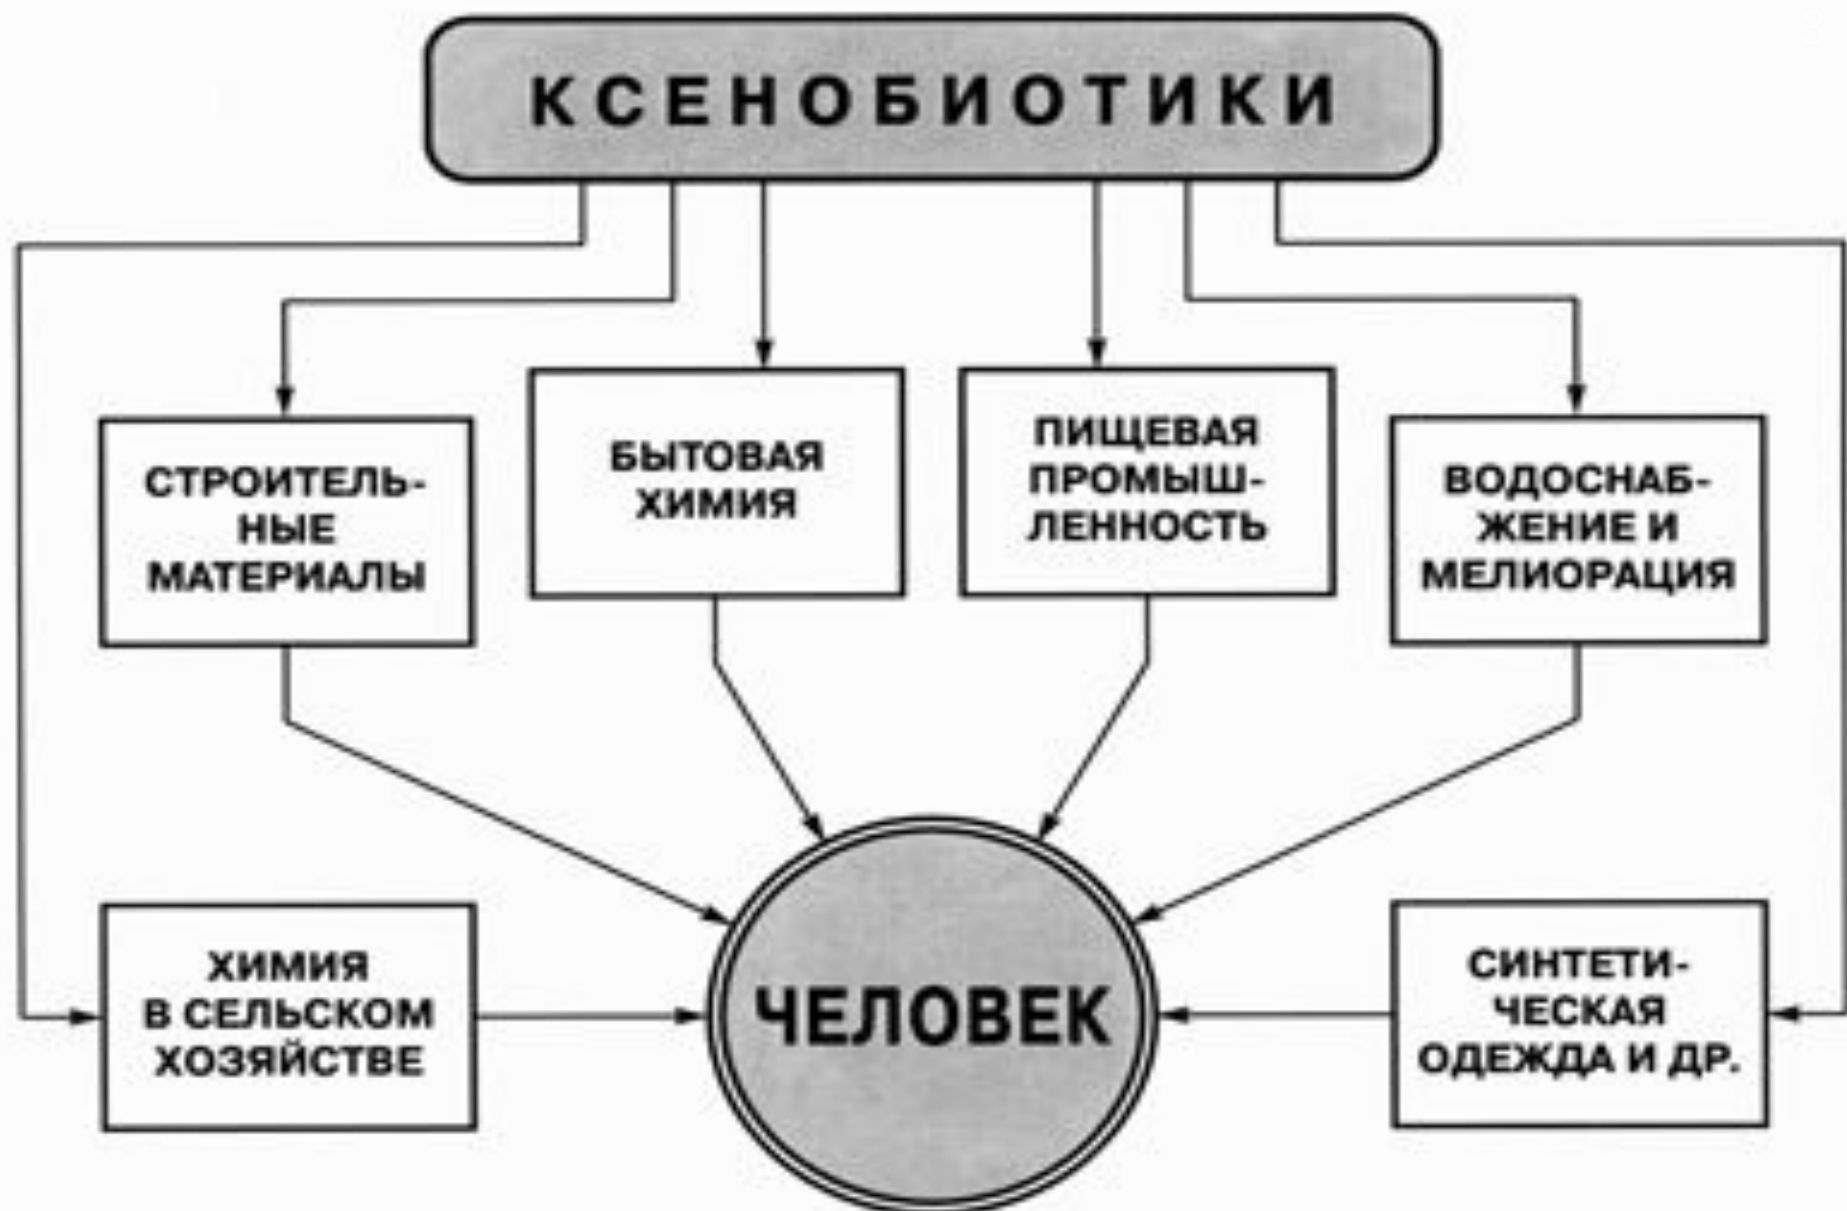 КСЕНОБИОТИКИ
СТРОИТЕЛЬ-
НЫЕ
МАТЕРИАЛЫ
БЫТОВАЯ
ХИМИЯ
ПИЩЕВАЯ
ПРОМЫШ-
ЛЕННОСТЬ
ВОДОСНАБ-
ЖЕНИЕ И
МЕЛИОРАЦИЯ
ХИМИЯ
В СЕЛЬСКОМ
ХОЗЯЙСТВЕ
ЧЕЛОВЕК
СИНТЕТИ-
ЧЕСКАЯ
ОДЕЖДА И ДР.